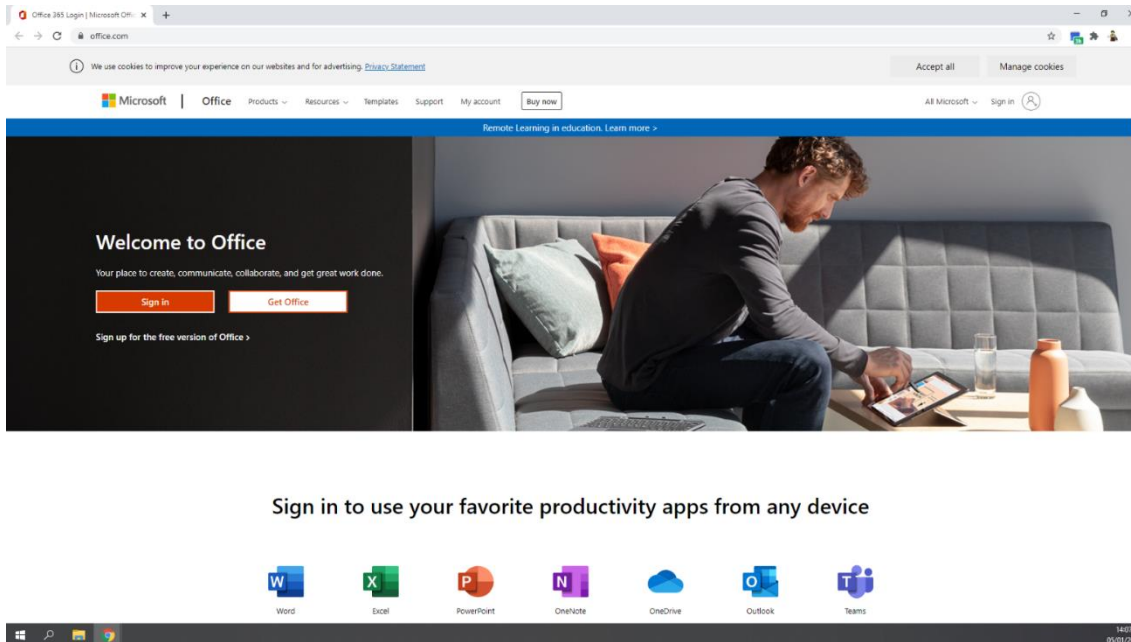 Office 365 Login | Microsoft Offi
office.com
We use cookies to improve your experience on our websites and for advertising. Privacy Statement
Accept all
Manage cookies
Microsoft
Office
Products
Resources
Templates
Support
My account
Buy now
All Microsoft
Sign in
Remote Learning in education. Learn more >
Welcome to Office
Your place to create, communicate, collaborate, and get great work done.
Sign in
Get Office
Sign up for the free version of Office >
Sign in to use your favorite productivity apps from any device
Word
Excel
PowerPoint
OneNote
OneDrive
Outlook
Teams